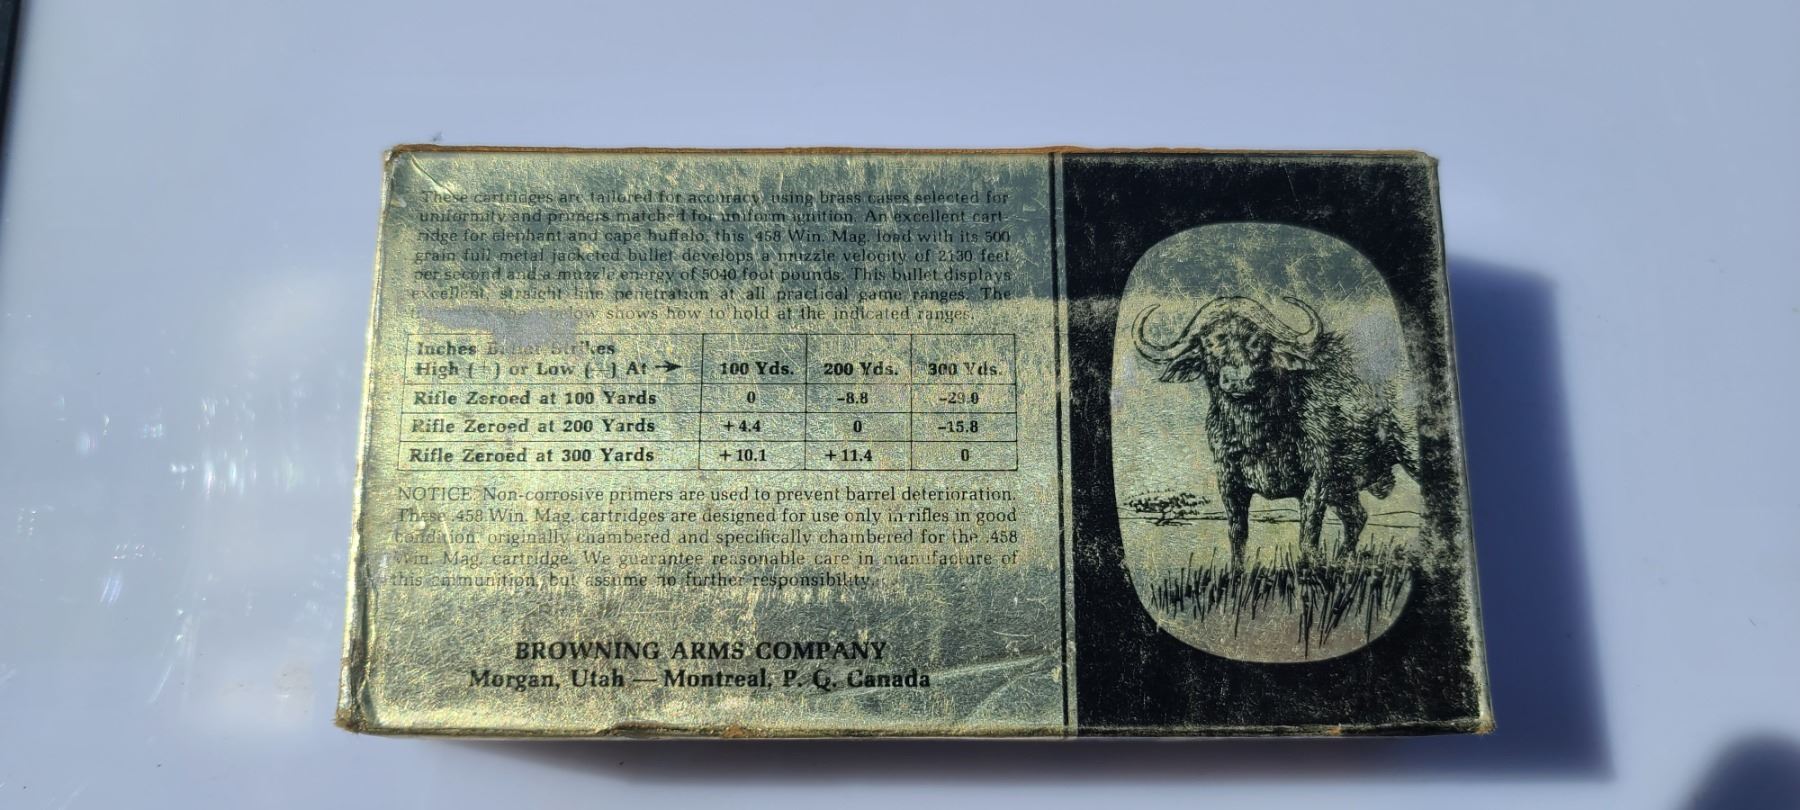 These cartridges are tailored for accuracy, using brass cases selected for
uniformity and primers matched for uniform ignition. An excellent cart-
ridge for elephant and cape buffalo, this .458 Win. Mag. load with its 500
grain full metal jacketed bullet develops a muzzle velocity of 2130 feet
per second and a muzzle energy of 5040 foot pounds. This bullet displays
excellent, straight line penetration at all practical game ranges. The
below shows how to hold at the indicated ranges.
Inches Bullet Strikes
High (+) or Low (-) At → 100 Yds. 200 Yds. 300 Yds.
Rifle Zeroed at 100 Yards 0 -8.8 -29.0
Rifle Zeroed at 200 Yards +4.4 0 -15.8
Rifle Zeroed at 300 Yards +10.1 +11.4 0
NOTICE: Non-corrosive primers are used to prevent barrel deterioration.
These .458 Win. Mag. cartridges are designed for use only in rifles in good
condition, originally chambered and specifically chambered for the .458
Win. Mag. cartridge. We guarantee reasonable care in manufacture of
this ammunition, but assume no further responsibility.
BROWNING ARMS COMPANY
Morgan, Utah — Montreal, P. Q. Canada